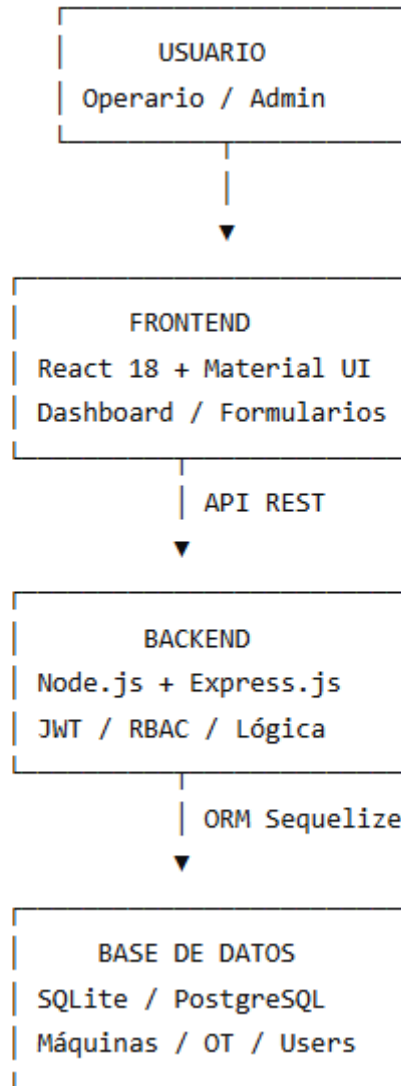 USUARIO
Operario / Admin
FRONTEND
React 18 + Material UI
Dashboard / Formularios
API REST
BACKEND
Node.js + Express.js
JWT / RBAC / Lógica
ORM Sequelize
BASE DE DATOS
SQLite / PostgreSQL
Máquinas / OT / Users